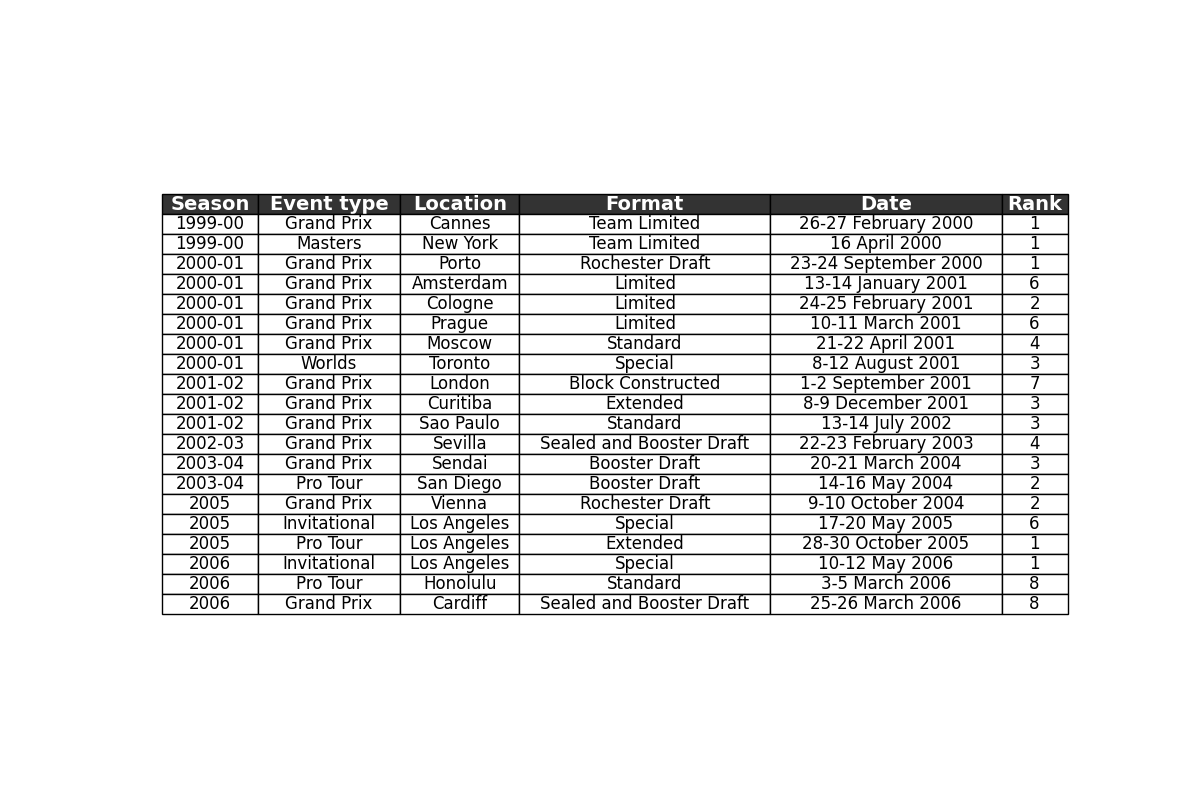 Season Event type Location Format Date Rank
1999-00 Grand Prix Cannes Team Limited 26-27 February 2000 1
1999-00 Masters New York Team Limited 16 April 2000 1
2000-01 Grand Prix Porto Rochester Draft 23-24 September 2000 1
2000-01 Grand Prix Amsterdam Limited 13-14 January 2001 6
2000-01 Grand Prix Cologne Limited 24-25 February 2001 2
2000-01 Grand Prix Prague Limited 10-11 March 2001 6
2000-01 Grand Prix Moscow Standard 21-22 April 2001 4
2000-01 Worlds Toronto Special 8-12 August 2001 3
2001-02 Grand Prix London Block Constructed 1-2 September 2001 7
2001-02 Grand Prix Curitiba Extended 8-9 December 2001 3
2001-02 Grand Prix Sao Paulo Standard 13-14 July 2002 3
2002-03 Grand Prix Sevilla Sealed and Booster Draft 22-23 February 2003 4
2003-04 Grand Prix Sendai Booster Draft 20-21 March 2004 3
2003-04 Pro Tour San Diego Booster Draft 14-16 May 2004 2
2005 Grand Prix Vienna Rochester Draft 9-10 October 2004 2
2005 Invitational Los Angeles Special 17-20 May 2005 6
2005 Pro Tour Los Angeles Extended 28-30 October 2005 1
2006 Invitational Los Angeles Special 10-12 May 2006 1
2006 Pro Tour Honolulu Standard 3-5 March 2006 8
2006 Grand Prix Cardiff Sealed and Booster Draft 25-26 March 2006 8